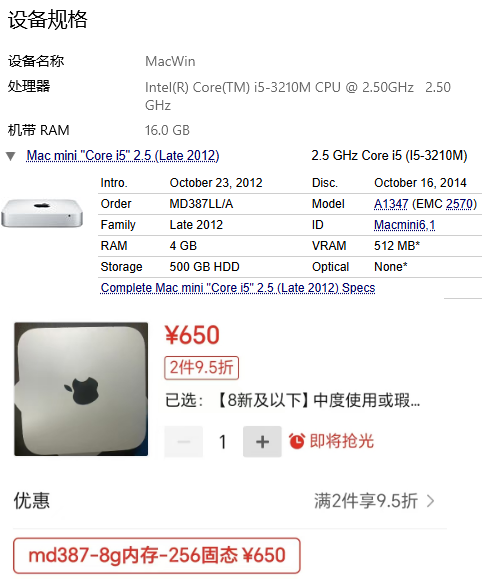 设备规格
设备名称 MacWin
处理器 Intel(R) Core(TM) i5-3210M CPU @ 2.50GHz 2.50
GHz
机带 RAM 16.0 GB
Mac mini "Core i5" 2.5 (Late 2012) 2.5 GHz Core i5 (I5-3210M)
Intro. October 23, 2012 Disc. October 16, 2014
Order MD387LL/A Model A1347 (EMC 2570)
Family Late 2012 ID Macmini6,1
RAM 4 GB VRAM 512 MB*
Storage 500 GB HDD Optical None*
Complete Mac mini "Core i5" 2.5 (Late 2012) Specs
¥650
2件9.5折
已选：【8新及以下】中度使用或瑕...
1 即将抢光
优惠 满2件享9.5折
md387-8g内存-256固态 ¥650